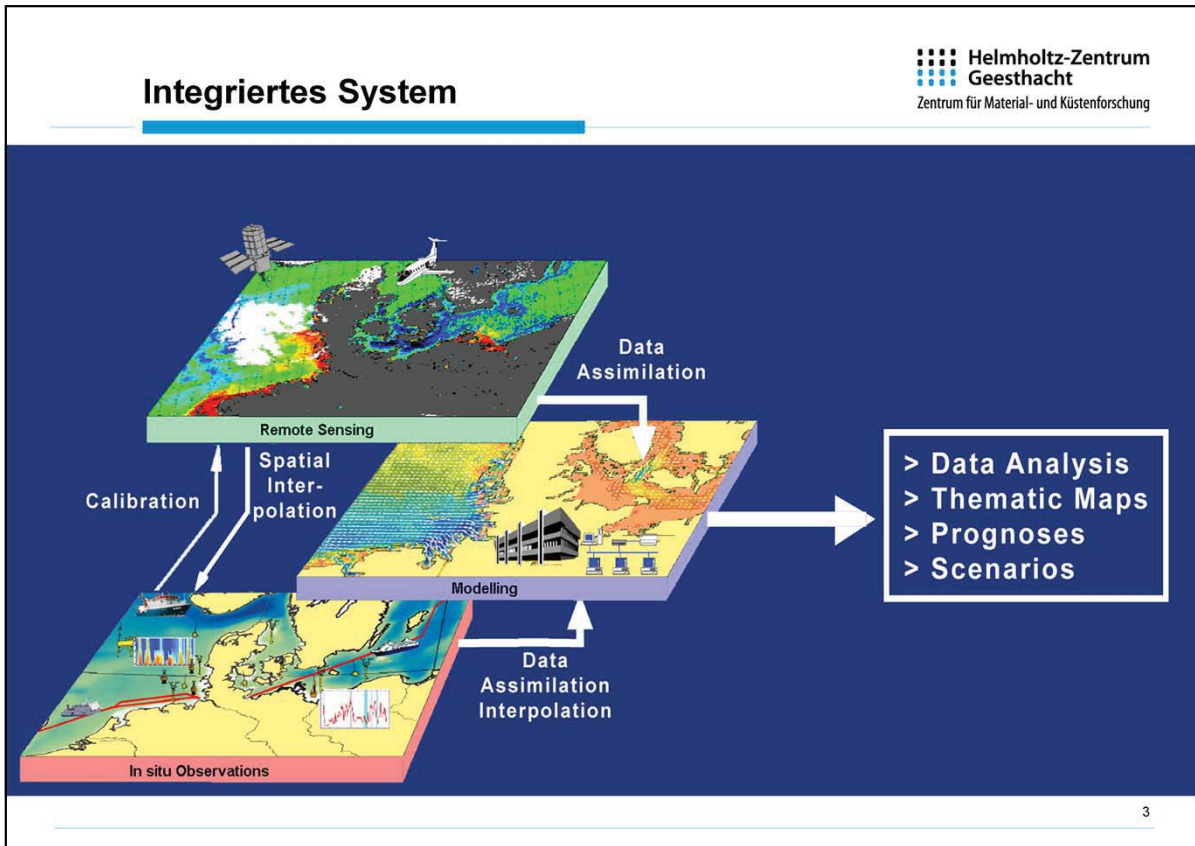 Integriertes System
Helmholtz-Zentrum
Geesthacht
Zentrum für Material- und Küstenforschung
Data
Assimilation
Remote Sensing
Calibration
Spatial
Inter-
polation
> Data Analysis
> Thematic Maps
> Prognoses
> Scenarios
Modelling
Data
Assimilation
Interpolation
In situ Observations
3